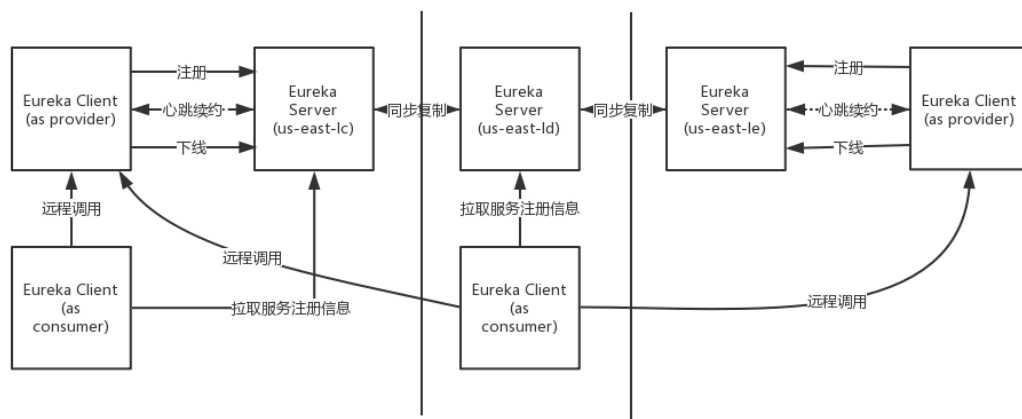 Eureka Client
(as provider)
注册
心跳续约
下线
Eureka
Server
(us-east-lc)
同步复制
Eureka
Server
(us-east-ld)
同步复制
Eureka
Server
(us-east-le)
注册
心跳续约
下线
Eureka Client
(as provider)
远程调用
拉取服务注册信息
远程调用
Eureka Client
(as
consumer)
拉取服务注册信息
Eureka Client
(as
consumer)
远程调用